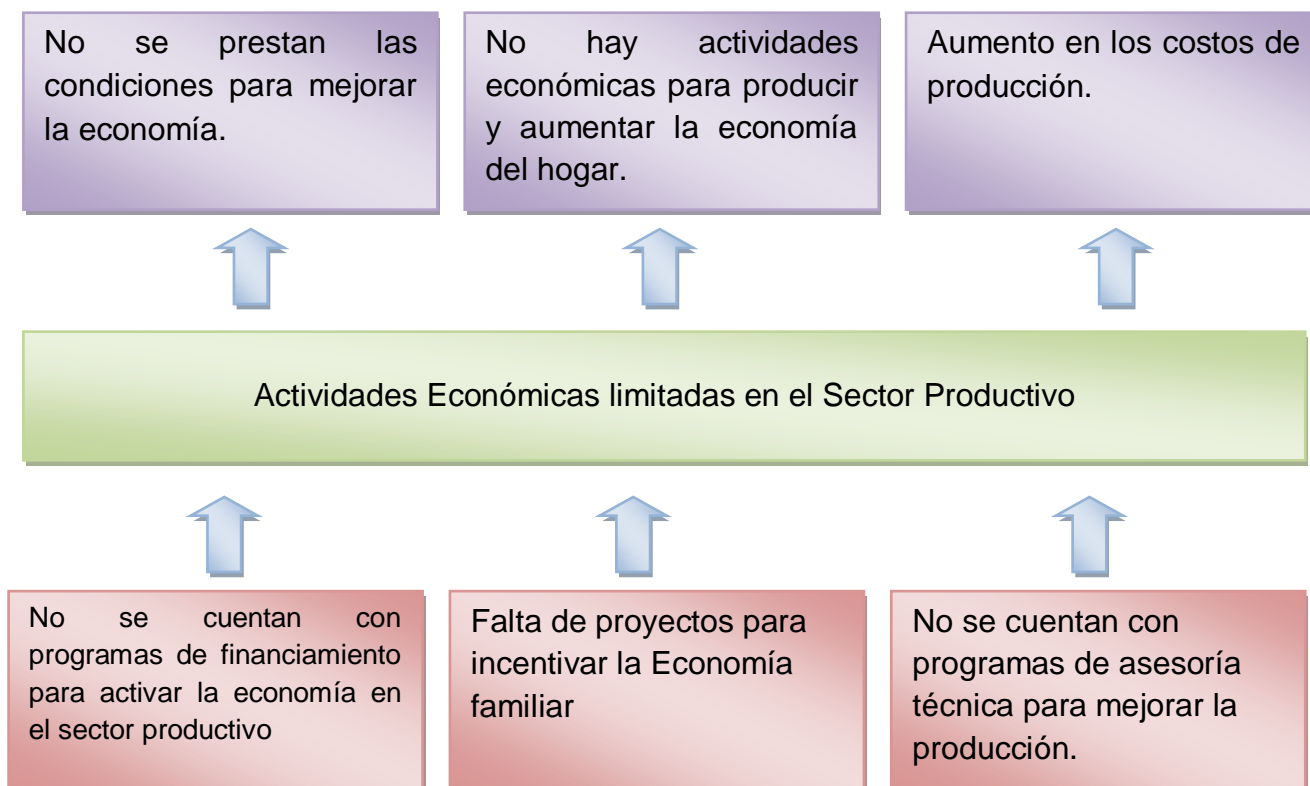 No se prestan las
condiciones para mejorar
la economía.
No hay actividades
económicas para producir
y aumentar la economía
del hogar.
Aumento en los costos de
producción.
Actividades Económicas limitadas en el Sector Productivo
No se cuentan con
programas de financiamiento
para activar la economía en
el sector productivo
Falta de proyectos para
incentivar la Economía
familiar
No se cuentan con
programas de asesoría
técnica para mejorar la
producción.